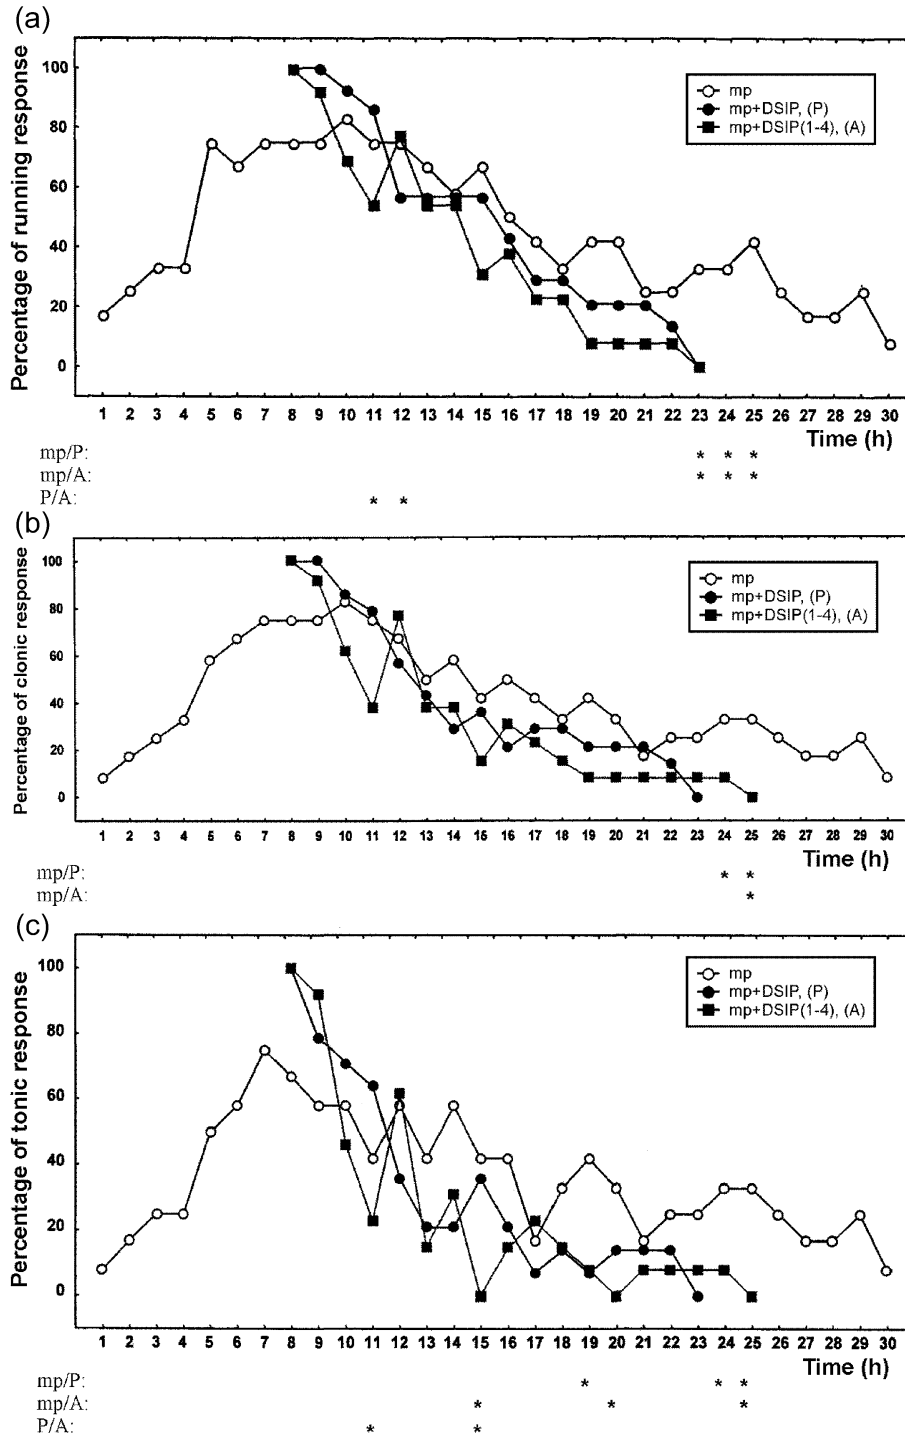 (a)
Percentage of running response
100
80
60
40
20
0
mp
mp+DSIP, (P)
mp+DSIP(1-4), (A)
1 2 3 4 5 6 7 8 9 10 11 12 13 14 15 16 17 18 19 20 21 22 23 24 25 26 27 28 29 30
Time (h)
mp/P: * * *
mp/A: * * *
P/A: * *
(b)
Percentage of clonic response
100
80
60
40
20
0
mp
mp+DSIP, (P)
mp+DSIP(1-4), (A)
1 2 3 4 5 6 7 8 9 10 11 12 13 14 15 16 17 18 19 20 21 22 23 24 25 26 27 28 29 30
Time (h)
mp/P: * *
mp/A: *
(c)
Percentage of tonic response
100
80
60
40
20
0
mp
mp+DSIP, (P)
mp+DSIP(1-4), (A)
1 2 3 4 5 6 7 8 9 10 11 12 13 14 15 16 17 18 19 20 21 22 23 24 25 26 27 28 29 30
Time (h)
mp/P: * * *
mp/A: * * *
P/A: * *